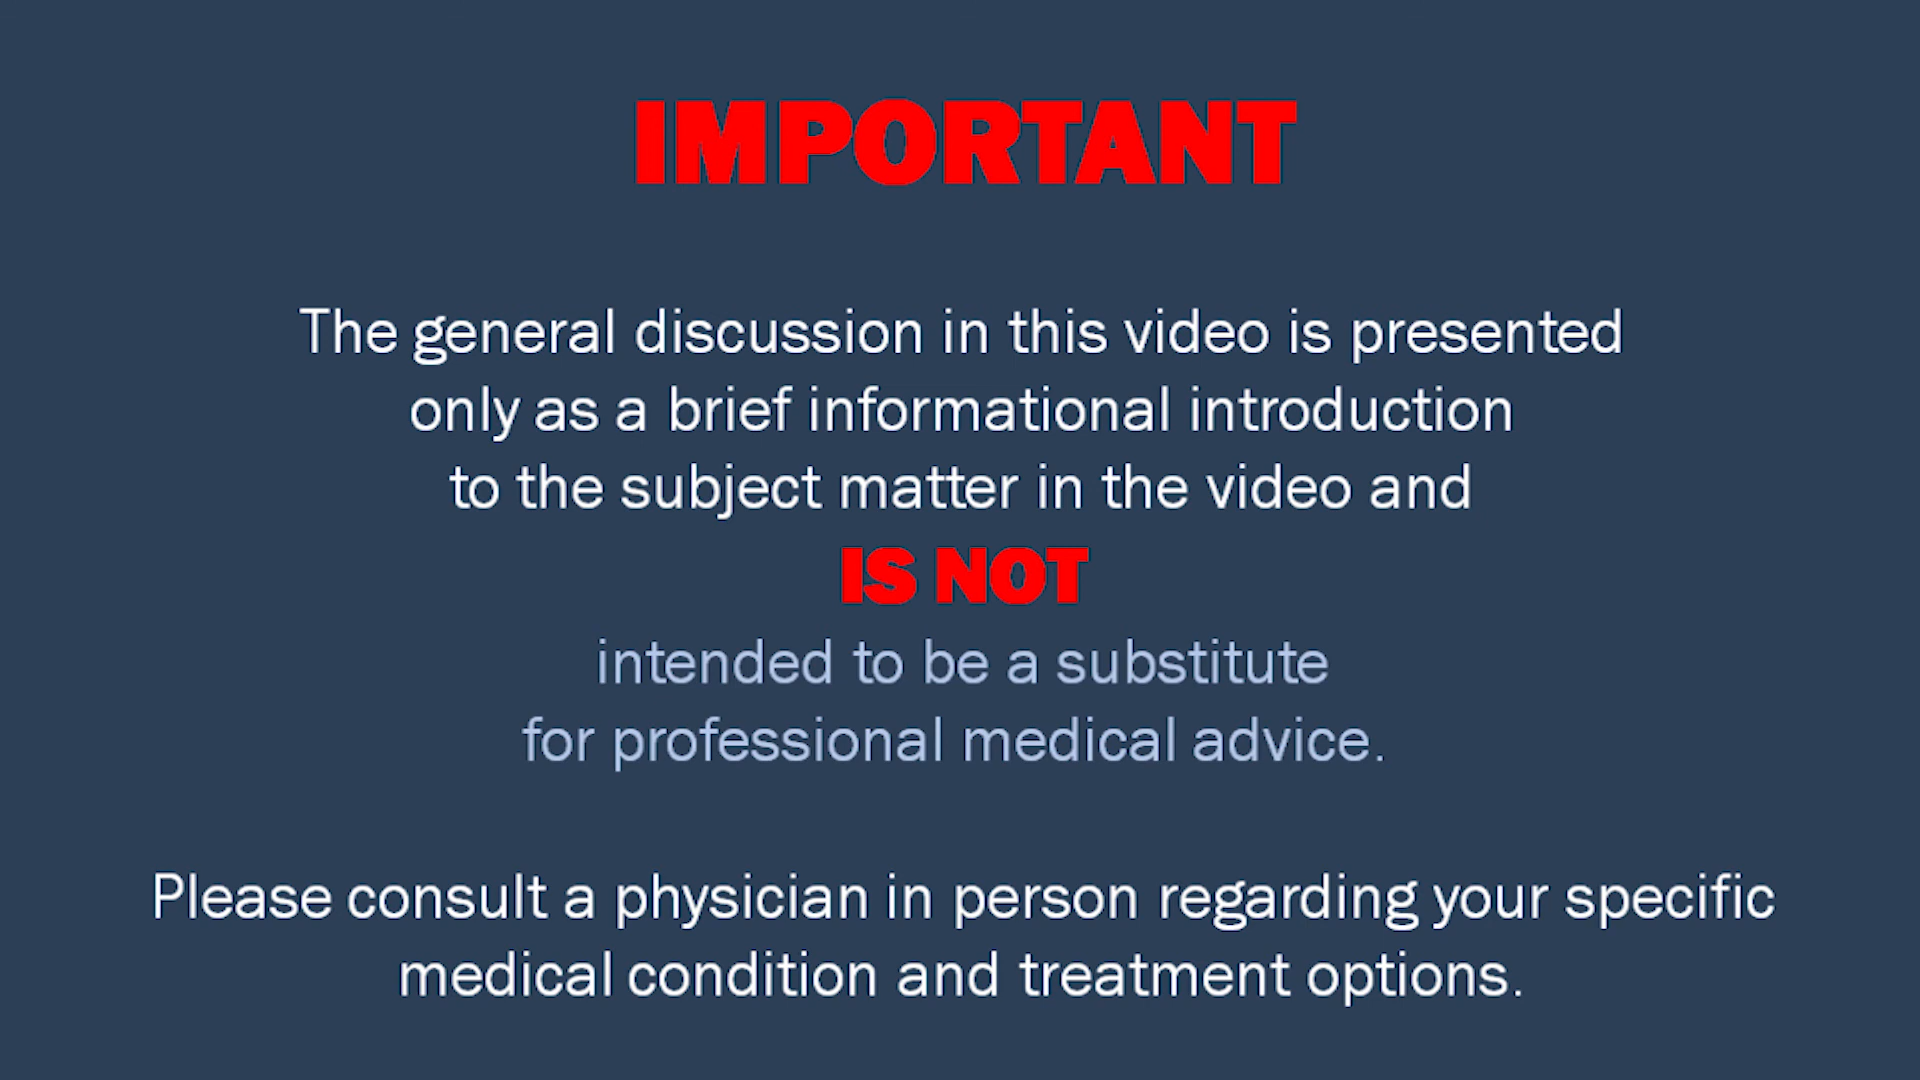 IMPORTANT
The general discussion in this video is presented
only as a brief informational introduction
to the subject matter in the video and
IS NOT
intended to be a substitute
for professional medical advice.
Please consult a physician in person regarding your specific
medical condition and treatment options.